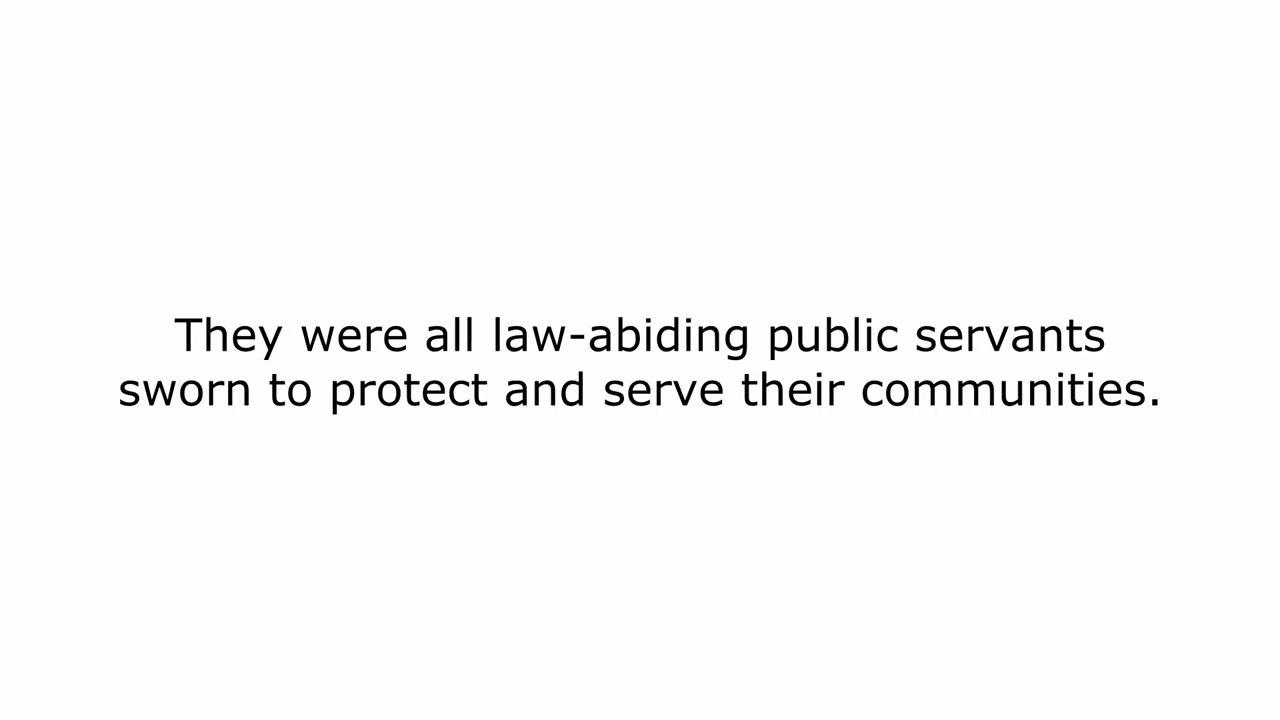 They were all law-abiding public servants
sworn to protect and serve their communities.